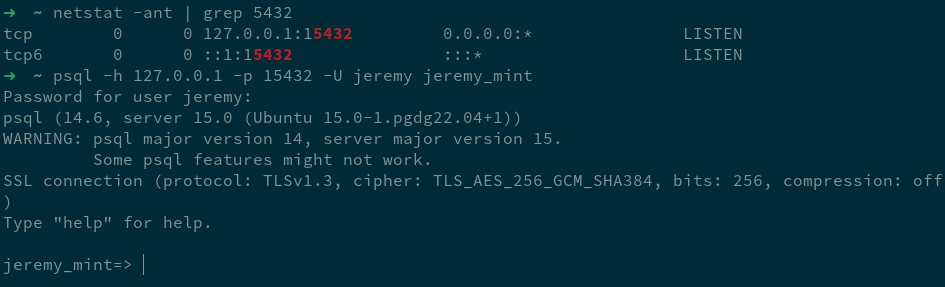 ➜  ~ netstat -ant | grep 5432
tcp        0      0 127.0.0.1:15432         0.0.0.0:*               LISTEN
tcp6       0      0 ::1:15432               :::*                    LISTEN
➜  ~ psql -h 127.0.0.1 -p 15432 -U jeremy jeremy_mint
Password for user jeremy:
psql (14.6, server 15.0 (Ubuntu 15.0-1.pgdg22.04+1))
WARNING: psql major version 14, server major version 15.
         Some psql features might not work.
SSL connection (protocol: TLSv1.3, cipher: TLS_AES_256_GCM_SHA384, bits: 256, compression: off
)
Type "help" for help.
jeremy_mint=>